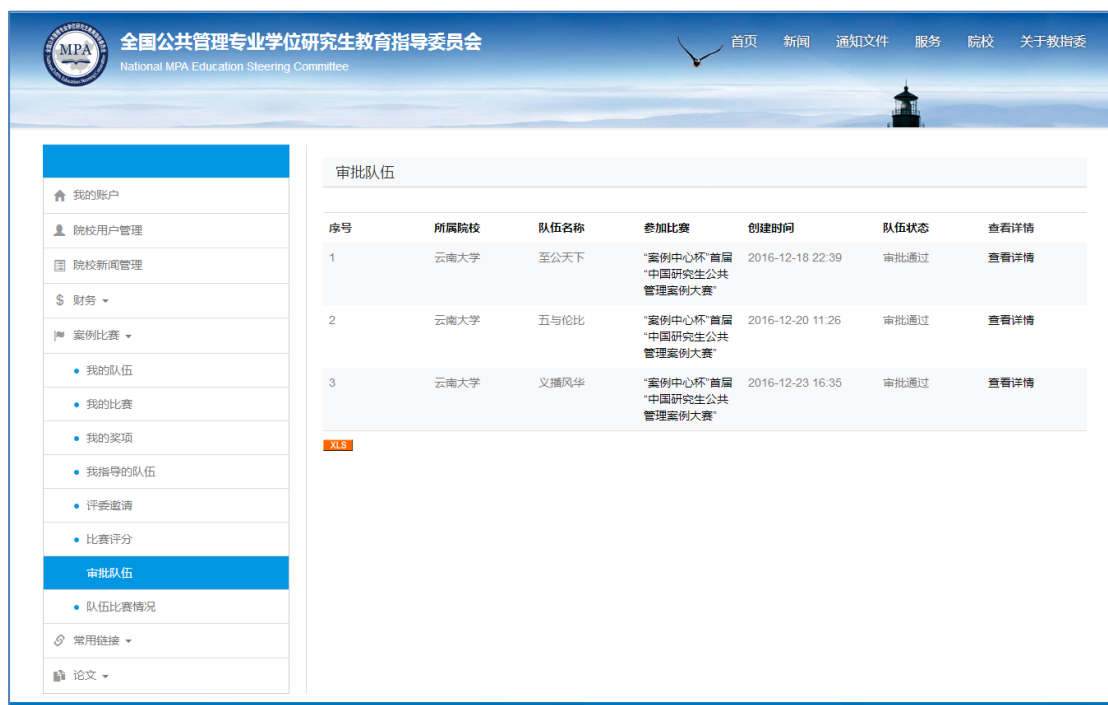 MPA
全国公共管理专业学位研究生教育指导委员会
National MPA Education Steering Committee
首页 新闻 通知文件 服务 院校 关于教指委
我的账户
院校用户管理
院校新闻管理
$ 财务
案例比赛
我的队伍
我的比赛
我的奖项
我指导的队伍
评委邀请
比赛评分
审批队伍
队伍比赛情况
常用链接
论文
审批队伍
序号 所属院校 队伍名称 参加比赛 创建时间 队伍状态 查看详情
1 云南大学 至公天下 “案例中心杯”首届 2016-12-18 22:39 审批通过 查看详情
“中国研究生公共
管理案例大赛”
2 云南大学 五与伦比 “案例中心杯”首届 2016-12-20 11:26 审批通过 查看详情
“中国研究生公共
管理案例大赛”
3 云南大学 义播风华 “案例中心杯”首届 2016-12-23 16:35 审批通过 查看详情
“中国研究生公共
管理案例大赛”
XLS